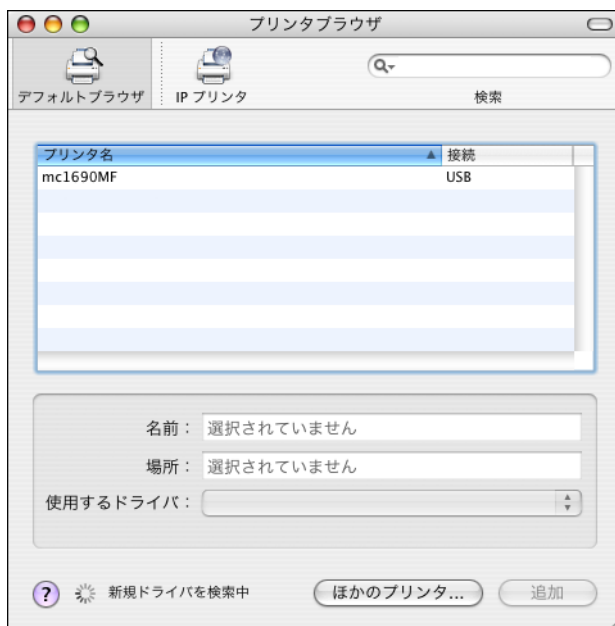 プリンタブラウザ
デフォルトブラウザ
IP プリンタ
検索
プリンタ名
接続
mc1690MF
USB
名前：
選択されていません
場所：
選択されていません
使用するドライバ：
?
新規ドライバを検索中
ほかのプリンタ...
追加